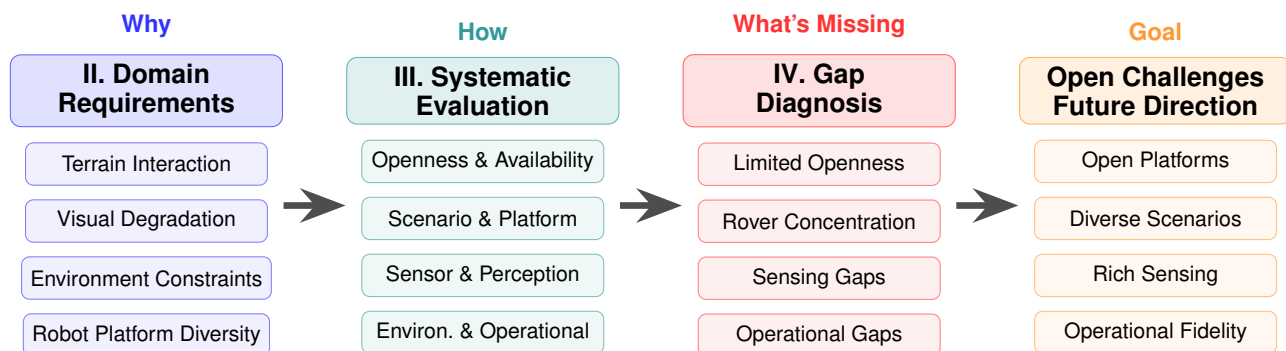 Why
II. Domain
Requirements
Terrain Interaction
Visual Degradation
Environment Constraints
Robot Platform Diversity
How
III. Systematic
Evaluation
Openness & Availability
Scenario & Platform
Sensor & Perception
Environ. & Operational
What's Missing
IV. Gap
Diagnosis
Limited Openness
Rover Concentration
Sensing Gaps
Operational Gaps
Goal
Open Challenges
Future Direction
Open Platforms
Diverse Scenarios
Rich Sensing
Operational Fidelity